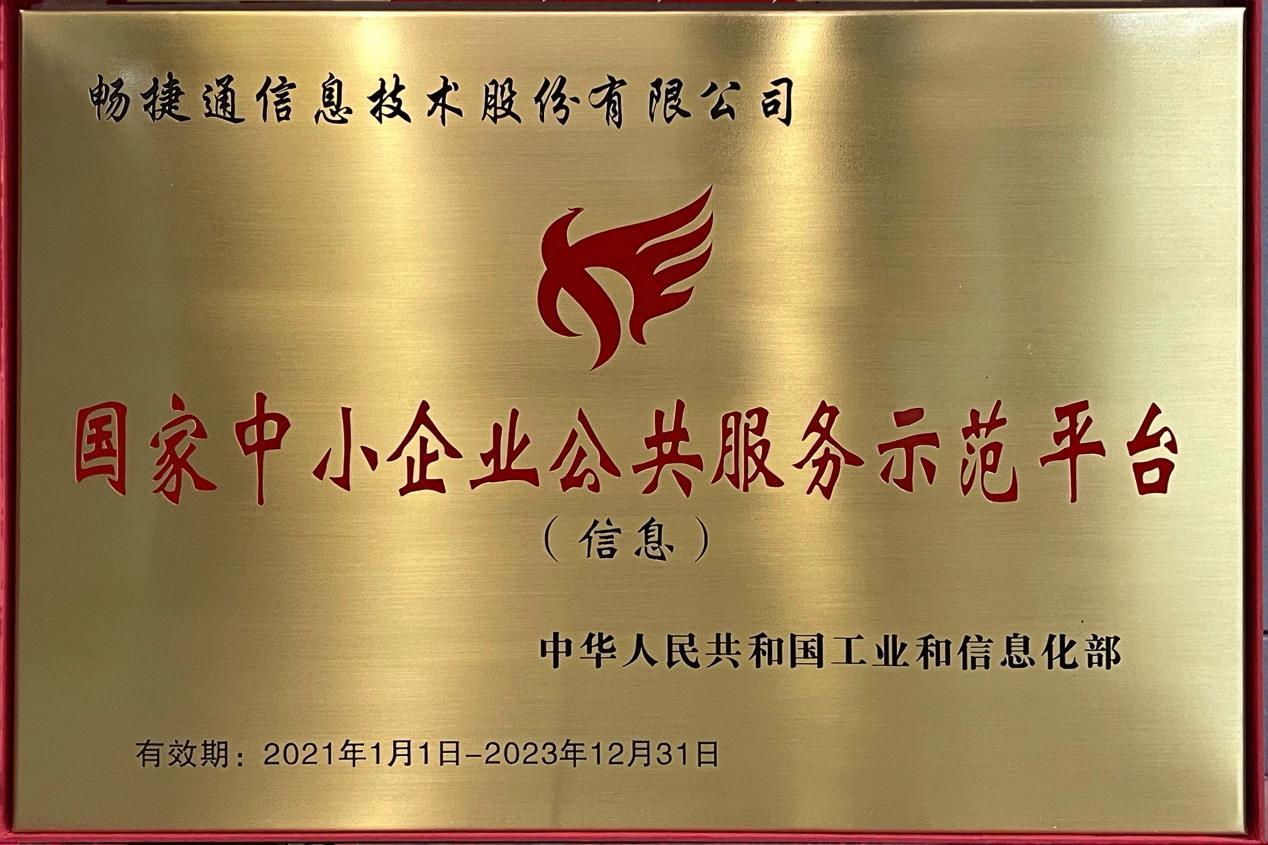 畅捷通信息技术股份有限公司
国家中小企业公共服务示范平台
（信息）
中华人民共和国工业和信息化部
有效期：2021年1月1日-2023年12月31日